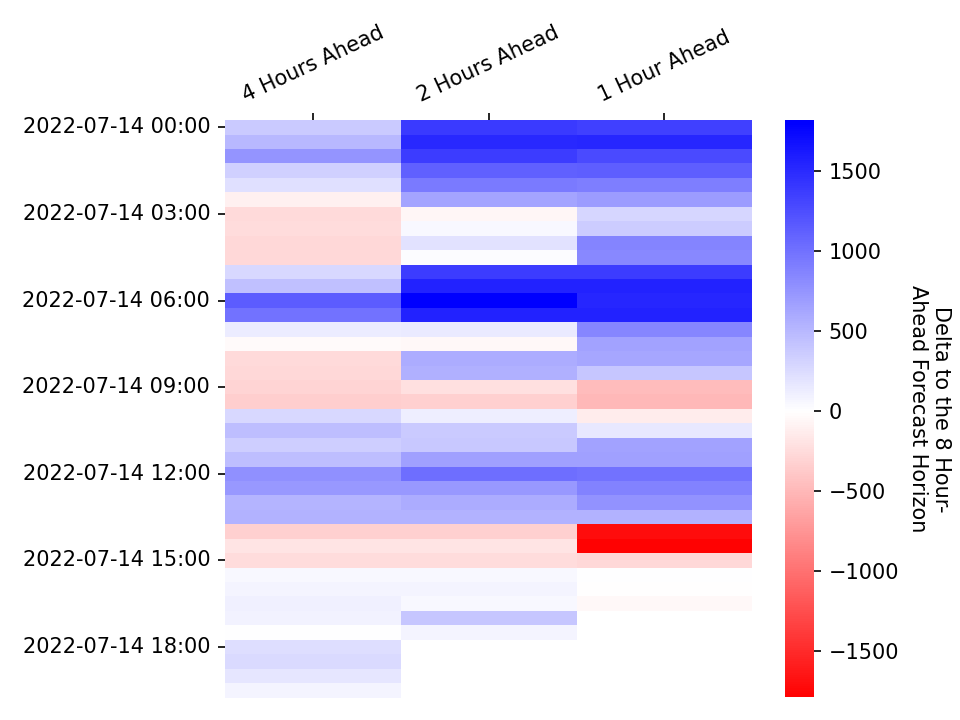 4 Hours Ahead
2 Hours Ahead
1 Hour Ahead
2022-07-14 00:00
2022-07-14 03:00
2022-07-14 06:00
2022-07-14 09:00
2022-07-14 12:00
2022-07-14 15:00
2022-07-14 18:00
1500
1000
500
0
−500
−1000
−1500
Delta to the 8 Hour-
Ahead Forecast Horizon